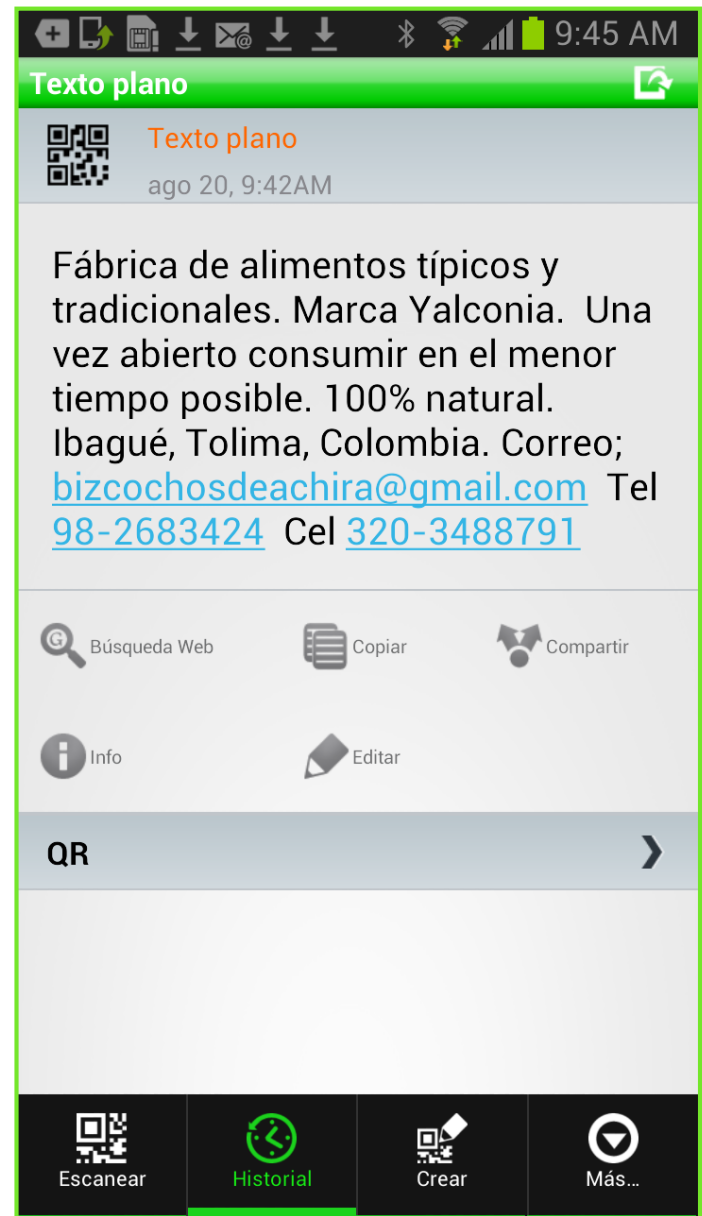 9:45 AM
Texto plano
Texto plano
ago 20, 9:42AM
Fábrica de alimentos típicos y
tradicionales. Marca Yalconia.  Una
vez abierto consumir en el menor
tiempo posible. 100% natural.
Ibagué, Tolima, Colombia. Correo;
bizcochosdeachira@gmail.com  Tel
98-2683424  Cel 320-3488791
Búsqueda Web
Copiar
Compartir
Info
Editar
QR
Escanear
Historial
Crear
Más...